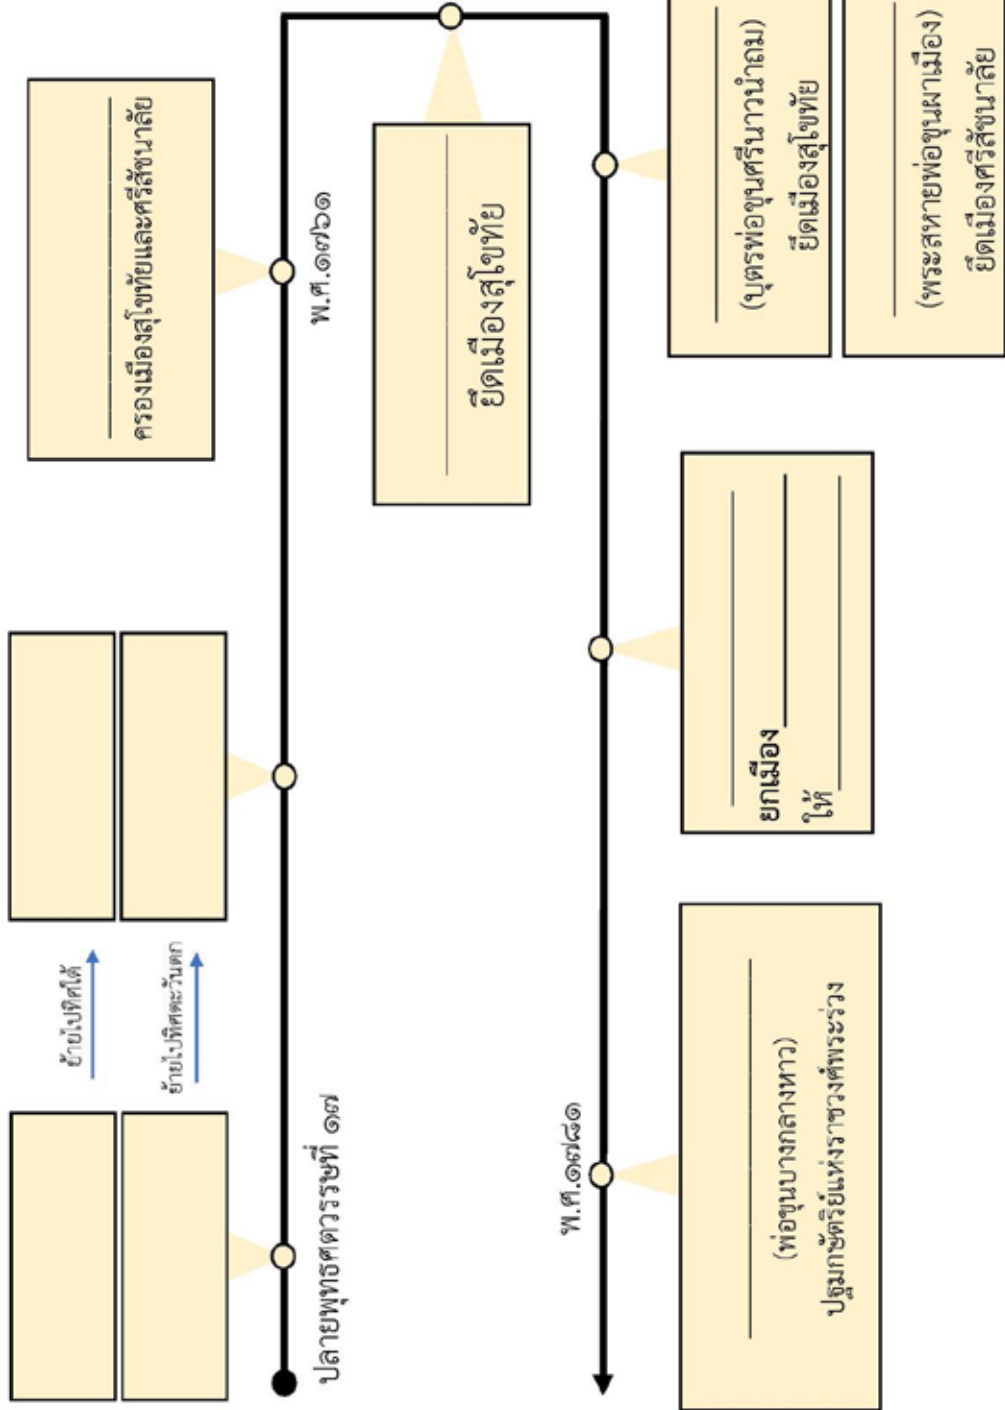 ย้ายไปทิศใต้
ย้ายไปทิศตะวันตก
ปลายพุทธศตวรรษที่ ๑๗
ครองเมืองสุโขทัยและศรีสัชนาลัย
พ.ศ.๑๗๖๑
ยึดเมืองสุโขทัย
(บุตรพ่อขุนศรีนาวนำถม)
ยึดเมืองสุโขทัย
(พระสหายพ่อขุนผาเมือง)
ยึดเมืองศรีสัชนาลัย
ยกเมือง
ให้
พ.ศ.๑๗๘๑
(พ่อขุนบางกลางหาว)
ปฐมกษัตริย์แห่งราชวงศ์พระร่วง